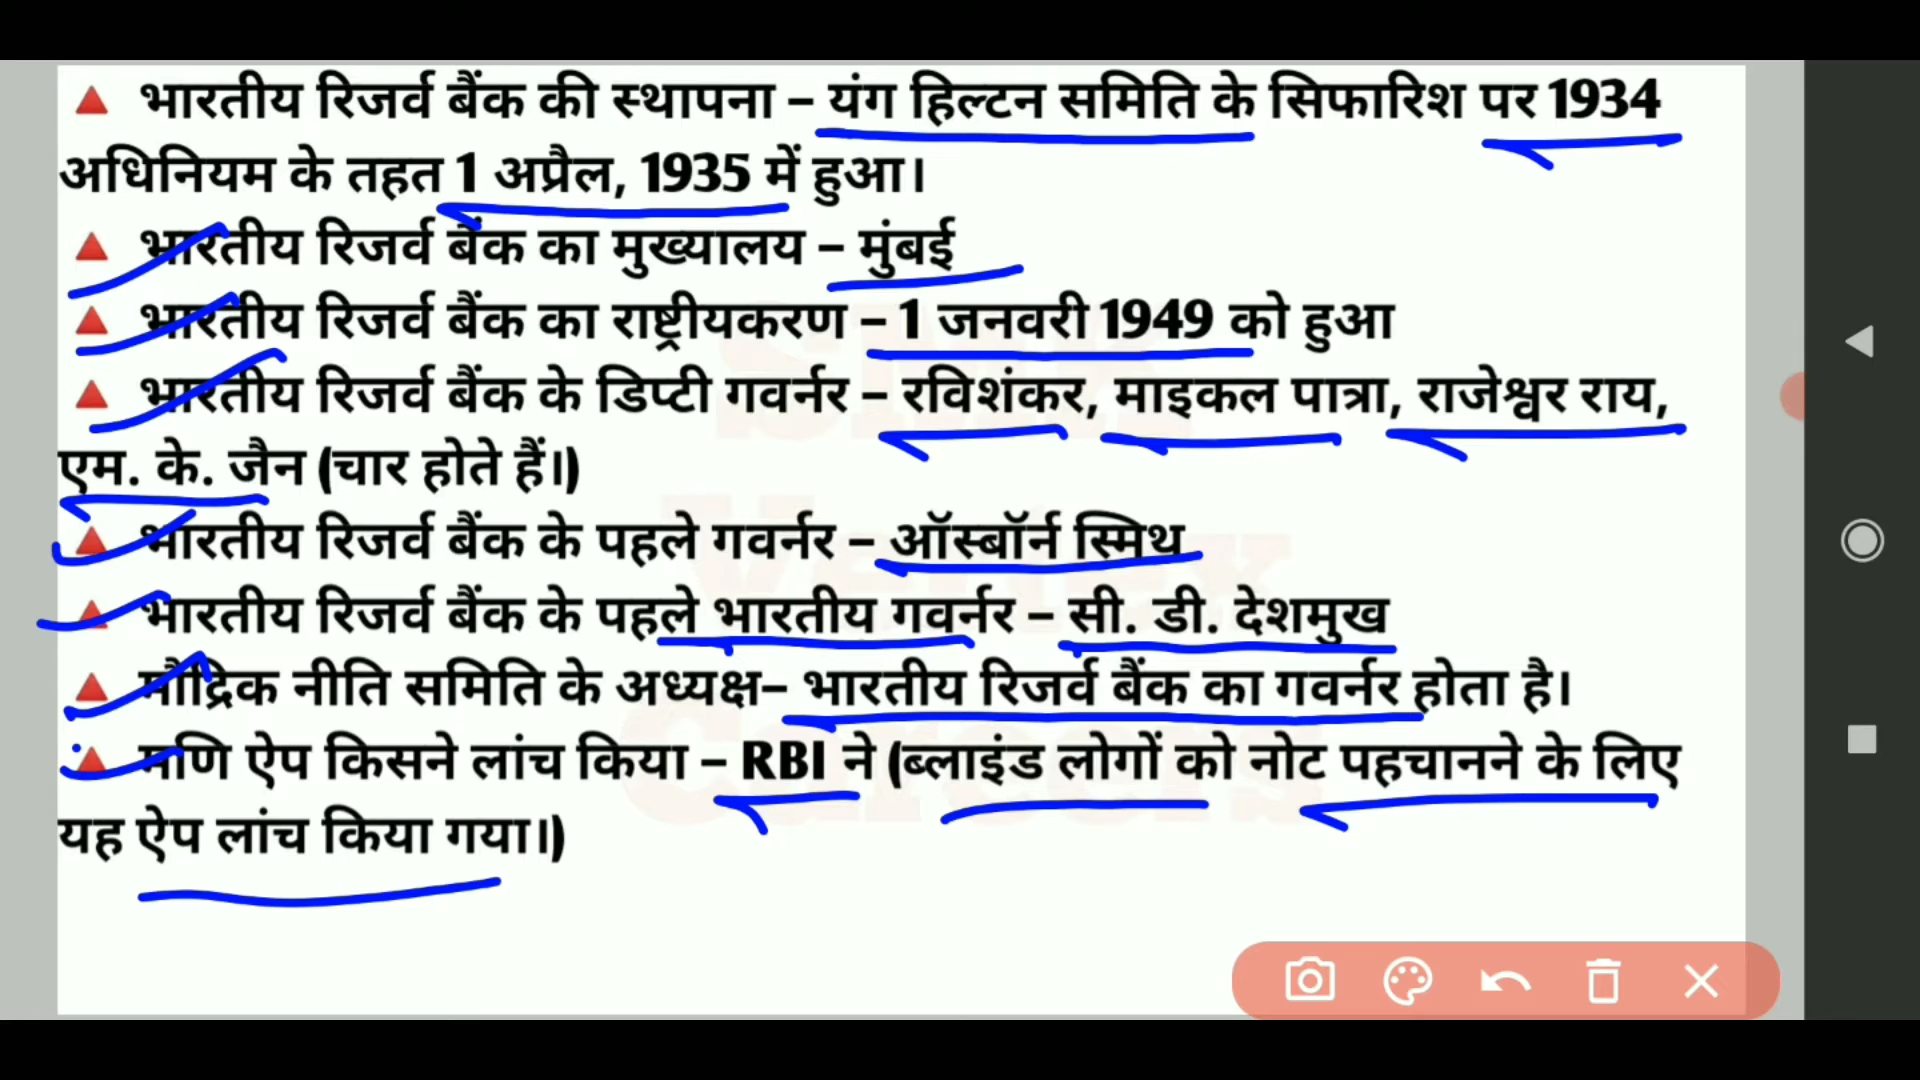 भारतीय रिजर्व बैंक की स्थापना – यंग हिल्टन समिति के सिफारिश पर 1934
अधिनियम के तहत 1 अप्रैल, 1935 में हुआ।
भारतीय रिजर्व बैंक का मुख्यालय – मुंबई
भारतीय रिजर्व बैंक का राष्ट्रीयकरण – 1 जनवरी 1949 को हुआ
भारतीय रिजर्व बैंक के डिप्टी गवर्नर – रविशंकर, माइकल पात्रा, राजेश्वर राय,
एम. के. जैन (चार होते हैं।)
भारतीय रिजर्व बैंक के पहले गवर्नर – ऑस्बॉर्न स्मिथ
भारतीय रिजर्व बैंक के पहले भारतीय गवर्नर – सी. डी. देशमुख
मौद्रिक नीति समिति के अध्यक्ष– भारतीय रिजर्व बैंक का गवर्नर होता है।
मणि ऐप किसने लांच किया – RBI ने (ब्लाइंड लोगों को नोट पहचानने के लिए
यह ऐप लांच किया गया।)